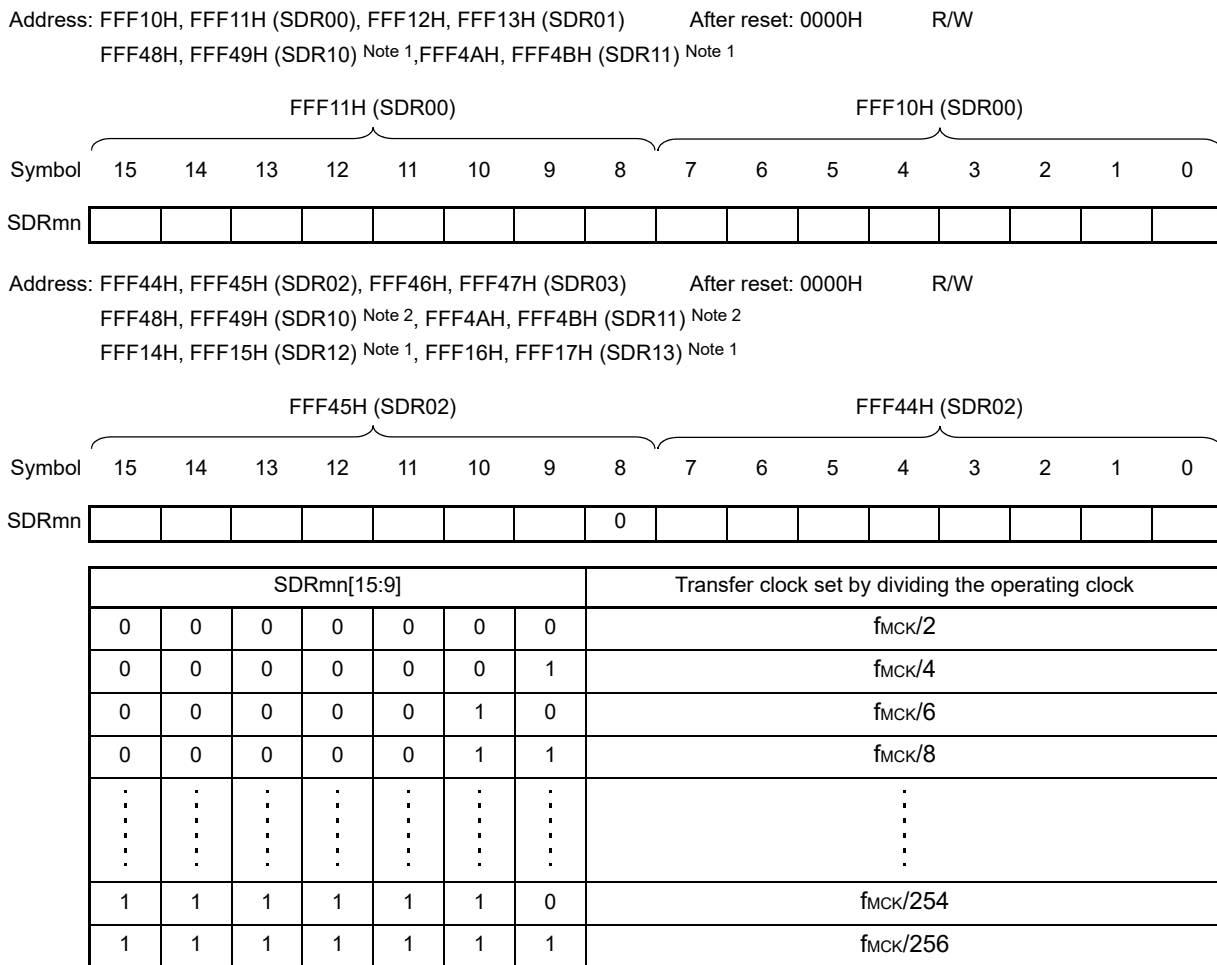 Address: FFF10H, FFF11H (SDR00), FFF12H, FFF13H (SDR01) After reset: 0000H R/W
FFF48H, FFF49H (SDR10) Note 1,FFF4AH, FFF4BH (SDR11) Note 1
FFF11H (SDR00) FFF10H (SDR00)
Symbol 15 14 13 12 11 10 9 8 7 6 5 4 3 2 1 0
SDRmn
Address: FFF44H, FFF45H (SDR02), FFF46H, FFF47H (SDR03) After reset: 0000H R/W
FFF48H, FFF49H (SDR10) Note 2, FFF4AH, FFF4BH (SDR11) Note 2
FFF14H, FFF15H (SDR12) Note 1, FFF16H, FFF17H (SDR13) Note 1
FFF45H (SDR02) FFF44H (SDR02)
Symbol 15 14 13 12 11 10 9 8 7 6 5 4 3 2 1 0
SDRmn 0
SDRmn[15:9] Transfer clock set by dividing the operating clock
0 0 0 0 0 0 0 fMCK/2
0 0 0 0 0 0 1 fMCK/4
0 0 0 0 0 1 0 fMCK/6
0 0 0 0 0 1 1 fMCK/8
1 1 1 1 1 1 0 fMCK/254
1 1 1 1 1 1 1 fMCK/256